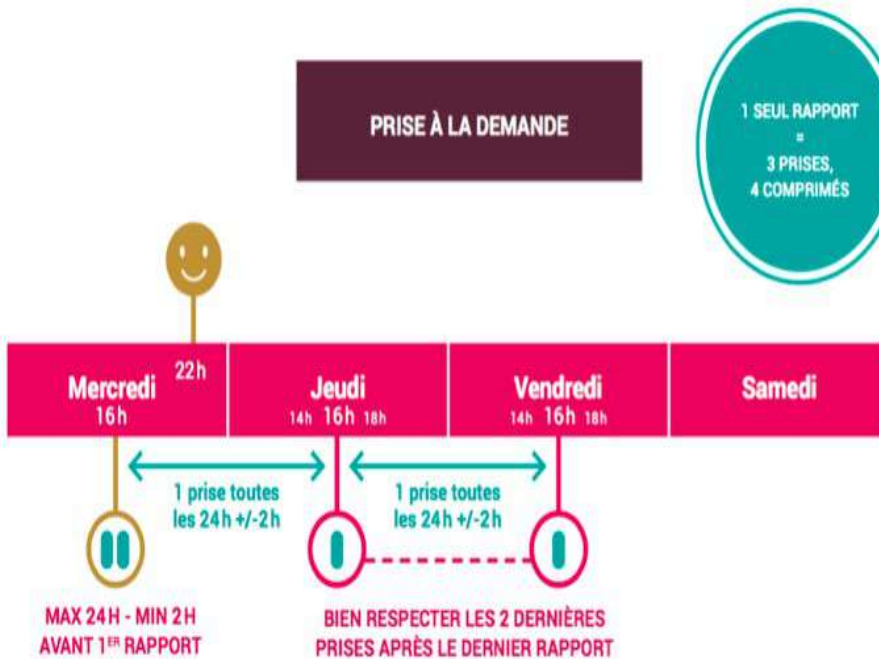 PRISE À LA DEMANDE
1 SEUL RAPPORT
=
3 PRISES,
4 COMPRIMÉS
22h
Mercredi
16h
Jeudi
14h 16h 18h
Vendredi
14h 16h 18h
Samedi
1 prise toutes
les 24h +/-2h
1 prise toutes
les 24h +/-2h
MAX 24H - MIN 2H
AVANT 1ER RAPPORT
BIEN RESPECTER LES 2 DERNIÈRES
PRISES APRÈS LE DERNIER RAPPORT